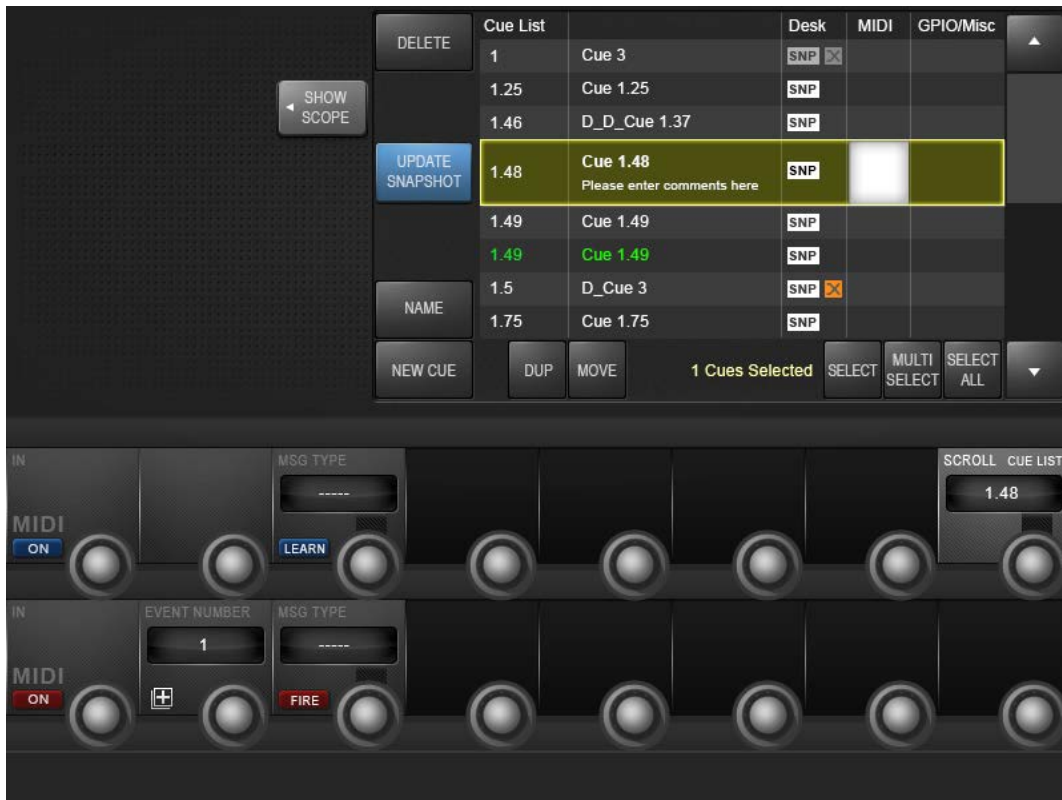 DELETE
Cue List Desk MIDI GPIO/Misc
1 Cue 3 SNP
SHOW
SCOPE
1.25 Cue 1.25 SNP
1.46 D_D_Cue 1.37 SNP
UPDATE
SNAPSHOT
1.48 Cue 1.48 SNP
Please enter comments here
1.49 Cue 1.49 SNP
1.49 Cue 1.49 SNP
NAME
1.5 D_Cue 3 SNP
1.75 Cue 1.75 SNP
NEW CUE DUP MOVE 1 Cues Selected SELECT MULTI SELECT SELECT ALL
IN MSG TYPE SCROLL CUE LIST
----- 1.48
MIDI
ON LEARN
IN EVENT NUMBER MSG TYPE
1 -----
MIDI
ON FIRE